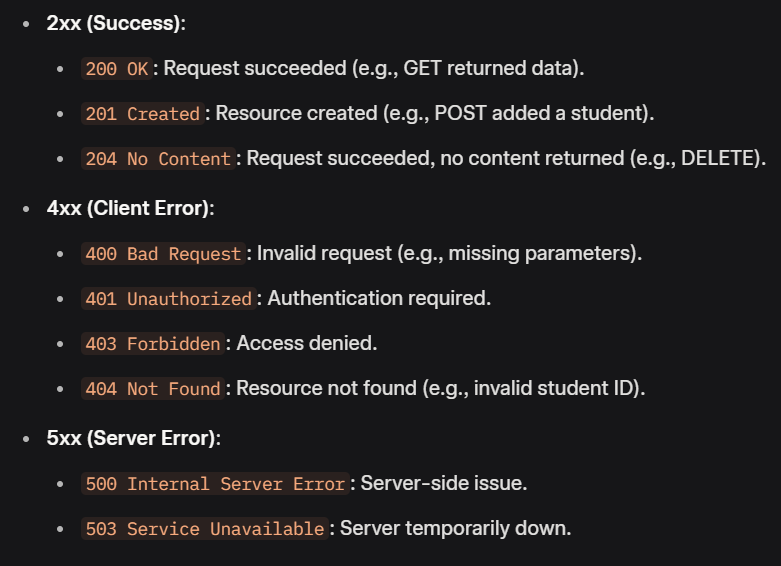 • 2xx (Success):
• 200 OK: Request succeeded (e.g., GET returned data).
• 201 Created: Resource created (e.g., POST added a student).
• 204 No Content: Request succeeded, no content returned (e.g., DELETE).
• 4xx (Client Error):
• 400 Bad Request: Invalid request (e.g., missing parameters).
• 401 Unauthorized: Authentication required.
• 403 Forbidden: Access denied.
• 404 Not Found: Resource not found (e.g., invalid student ID).
• 5xx (Server Error):
• 500 Internal Server Error: Server-side issue.
• 503 Service Unavailable: Server temporarily down.